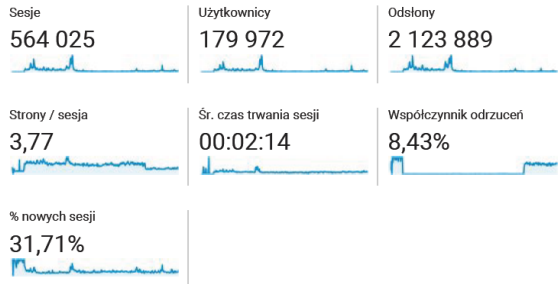 Sesje
564 025
Użytkownicy
179 972
Odsłony
2 123 889
Strony / sesja
3,77
Śr. czas trwania sesji
00:02:14
Współczynnik odrzuceń
8,43%
% nowych sesji
31,71%